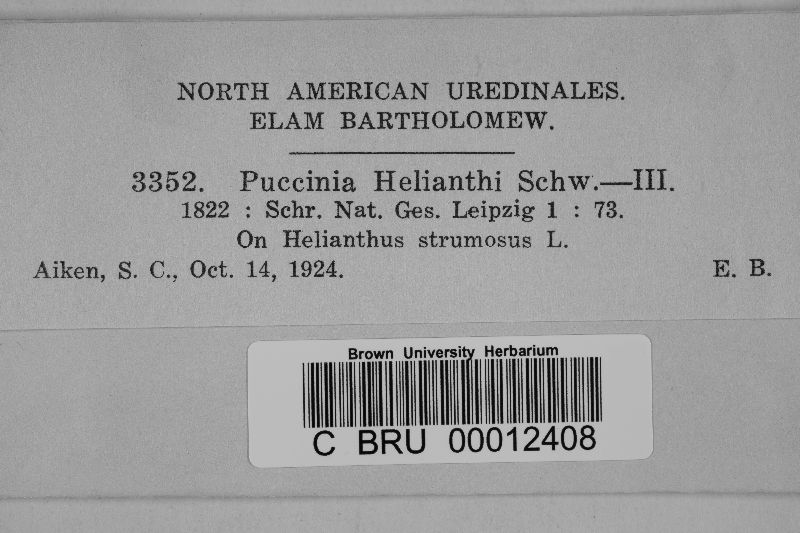 NORTH AMERICAN UREDINALES.
ELAM BARTHOLOMEW.
3352. Puccinia Helianthi Schw.—III.
1822 : Schr. Nat. Ges. Leipzig 1 : 73.
On Helianthus strumosus L.
Aiken, S. C., Oct. 14, 1924. E. B.
Brown University Herbarium
C BRU 00012408